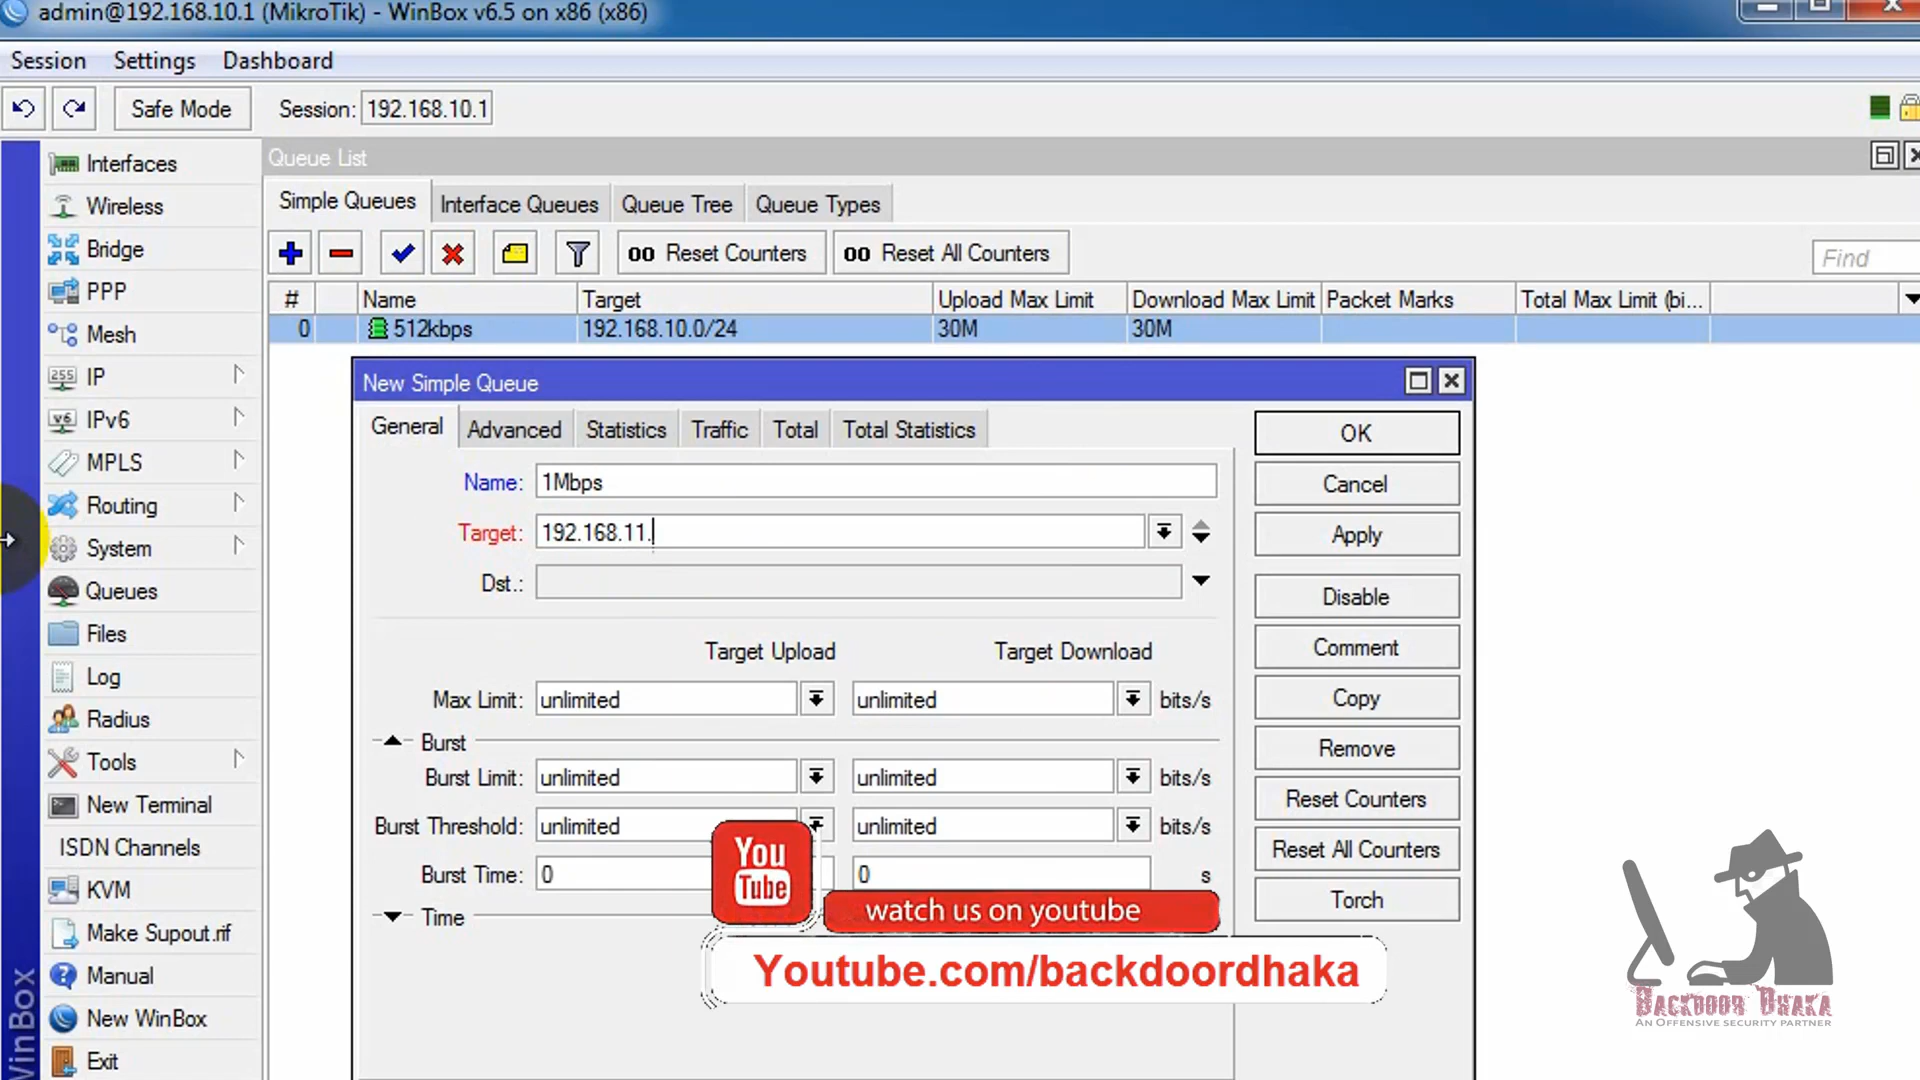 admin@192.168.10.1 (MikroTik) - WinBox v6.5 on x86 (x86)
Session Settings Dashboard
Safe Mode Session: 192.168.10.1
Interfaces
Wireless
Bridge
PPP
Mesh
255 IP
v6 IPv6
MPLS
Routing
System
Queues
Files
Log
Radius
Tools
New Terminal
ISDN Channels
KVM
Make Supout.rif
Manual
New WinBox
Exit
WinBox
Queue List
Simple Queues Interface Queues Queue Tree Queue Types
00 Reset Counters 00 Reset All Counters Find
# Name Target Upload Max Limit Download Max Limit Packet Marks Total Max Limit (bi...
0 512kbps 192.168.10.0/24 30M 30M
New Simple Queue
General Advanced Statistics Traffic Total Total Statistics
Name: 1Mbps
Target: 192.168.11.
Dst.:
Target Upload Target Download
Max Limit: unlimited unlimited bits/s
Burst
Burst Limit: unlimited unlimited bits/s
Burst Threshold: unlimited unlimited bits/s
Burst Time: 0 0 s
Time
OK
Cancel
Apply
Disable
Comment
Copy
Remove
Reset Counters
Reset All Counters
Torch
You
Tube
watch us on youtube
Youtube.com/backdoordhaka
Backdoor Dhaka
An Offensive security partner